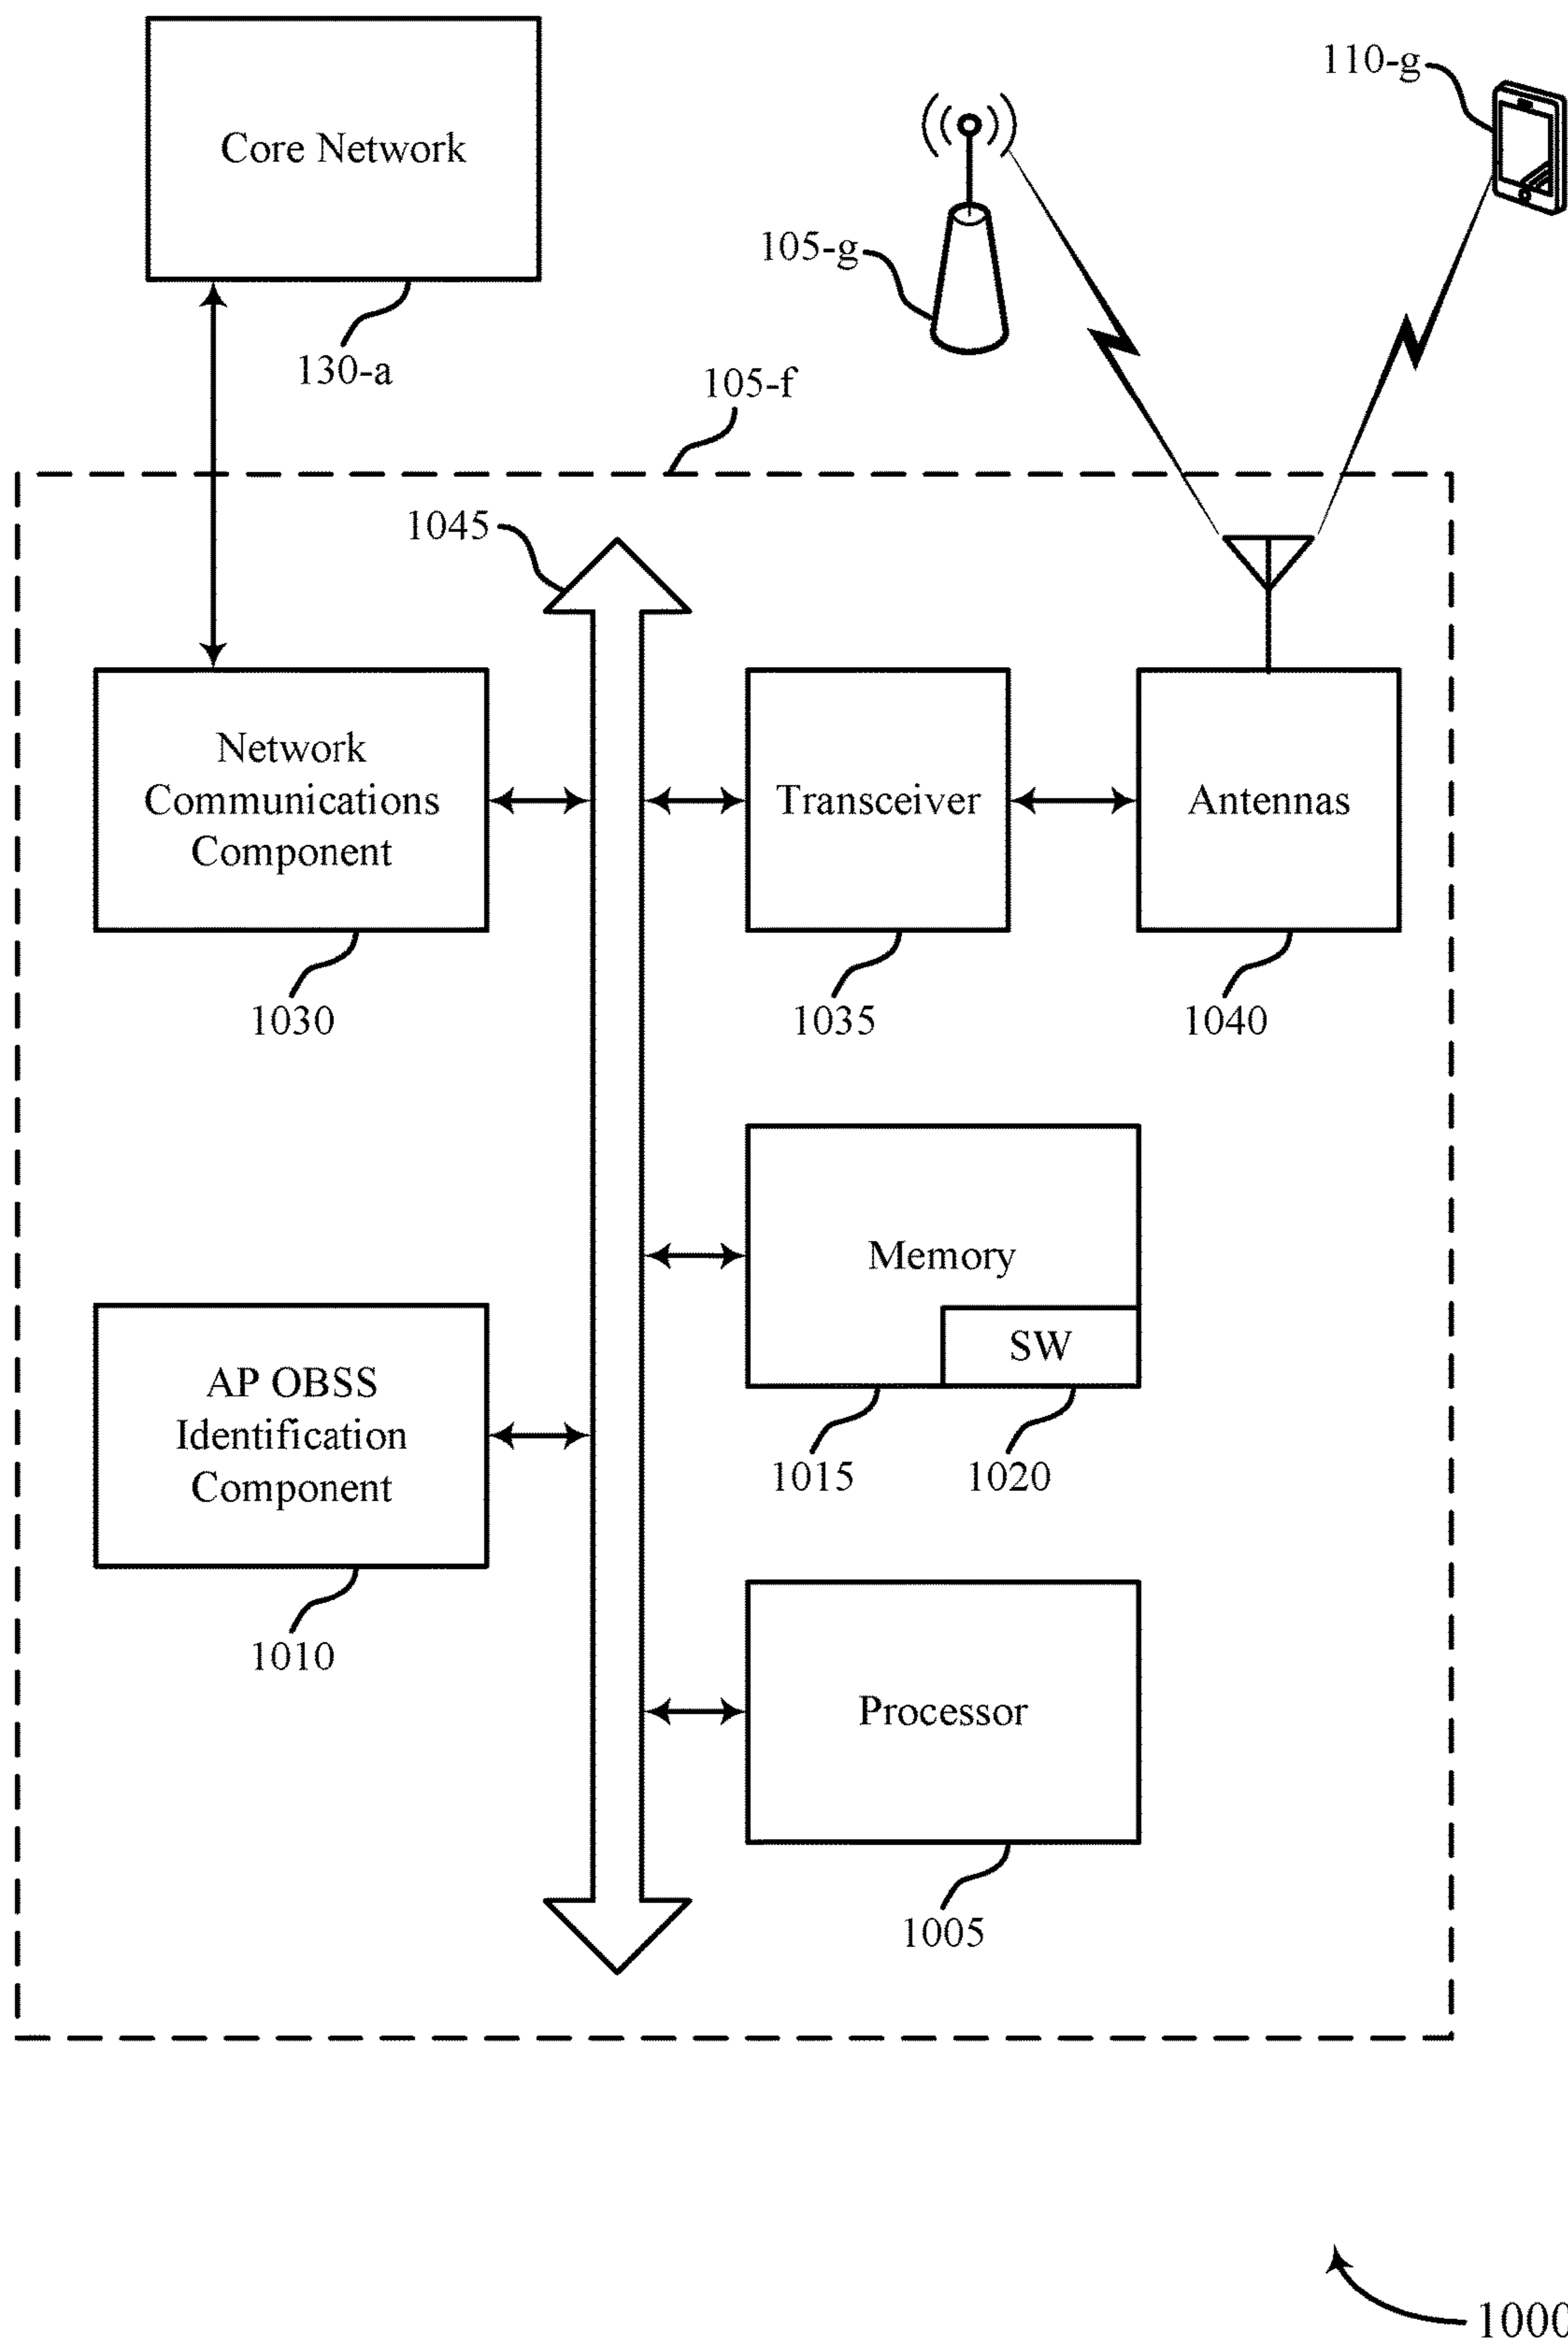 110-g
Core Network
105-g
130-a
105-f
1045
Network
Communications
Component
Transceiver
Antennas
1030
1035
1040
Memory
SW
AP OBSS
Identification
Component
1015
1020
1010
Processor
1005
1000